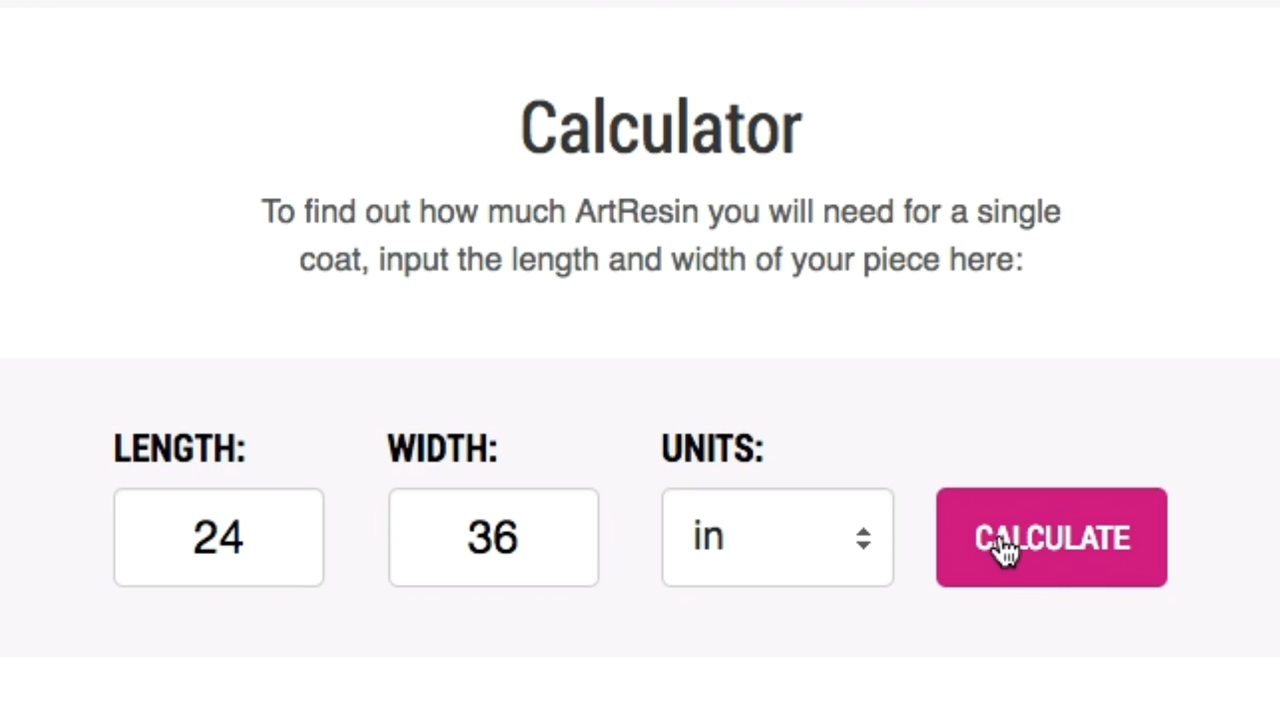 Calculator
To find out how much ArtResin you will need for a single
coat, input the length and width of your piece here:
LENGTH: WIDTH: UNITS:
24 36 in CALCULATE